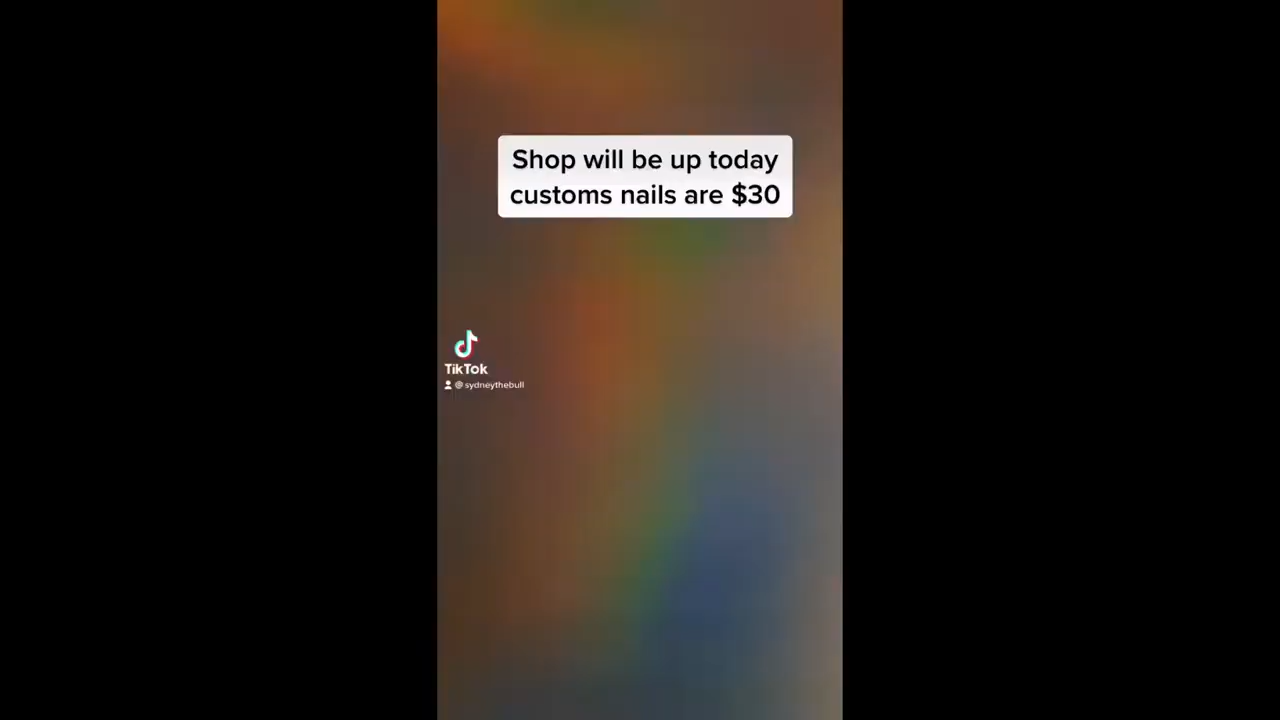 Shop will be up today
customs nails are $30
TikTok
@sydneythebull